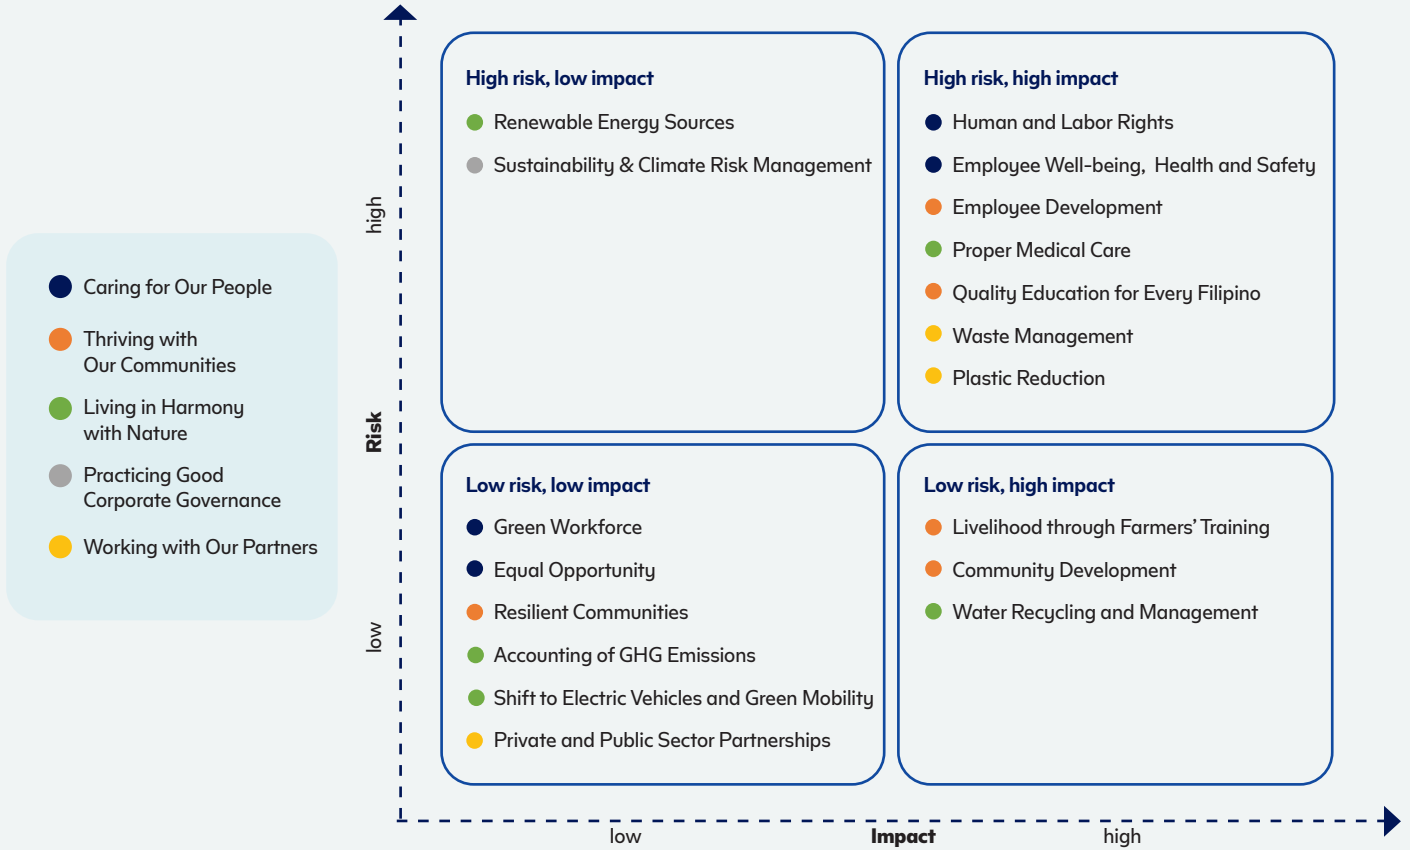 Caring for Our People
Thriving with
Our Communities
Living in Harmony
with Nature
Practicing Good
Corporate Governance
Working with Our Partners
high
Risk
low
High risk, low impact
Renewable Energy Sources
Sustainability & Climate Risk Management
High risk, high impact
Human and Labor Rights
Employee Well-being, Health and Safety
Employee Development
Proper Medical Care
Quality Education for Every Filipino
Waste Management
Plastic Reduction
Low risk, low impact
Green Workforce
Equal Opportunity
Resilient Communities
Accounting of GHG Emissions
Shift to Electric Vehicles and Green Mobility
Private and Public Sector Partnerships
Low risk, high impact
Livelihood through Farmers’ Training
Community Development
Water Recycling and Management
low
Impact
high